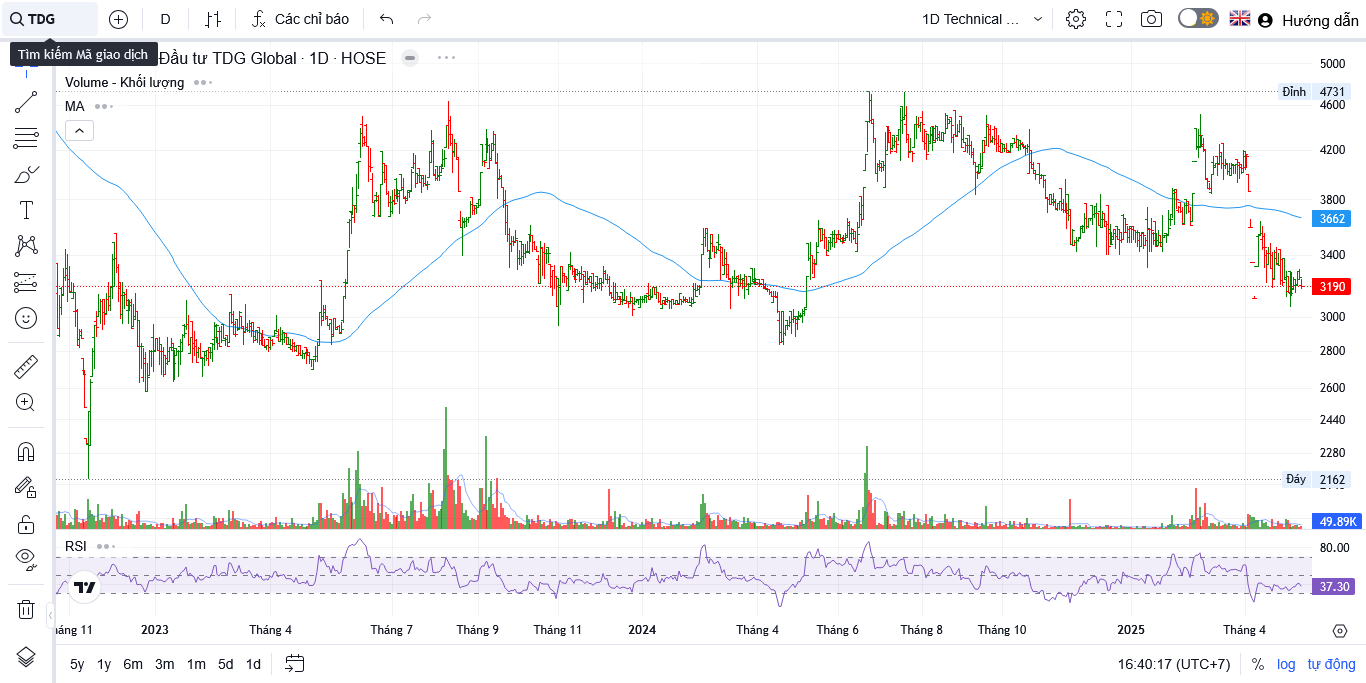 TDG
D
Các chỉ báo
1D Technical ...
Hướng dẫn
Tìm kiếm Mã giao dịch
Đầu tư TDG Global · 1D · HOSE
Volume - Khối lượng
MA
5000
Đỉnh 4731
4600
4200
3800
3662
3400
3190
3000
2800
2600
2440
2280
Đáy 2162
49.89K
RSI
80.00
37.30
háng 11
2023
Tháng 4
Tháng 7
Tháng 9
Tháng 11
2024
Tháng 4
Tháng 6
Tháng 8
Tháng 10
2025
Tháng 4
5y 1y 6m 3m 1m 5d 1d
16:40:17 (UTC+7)
% log tự động